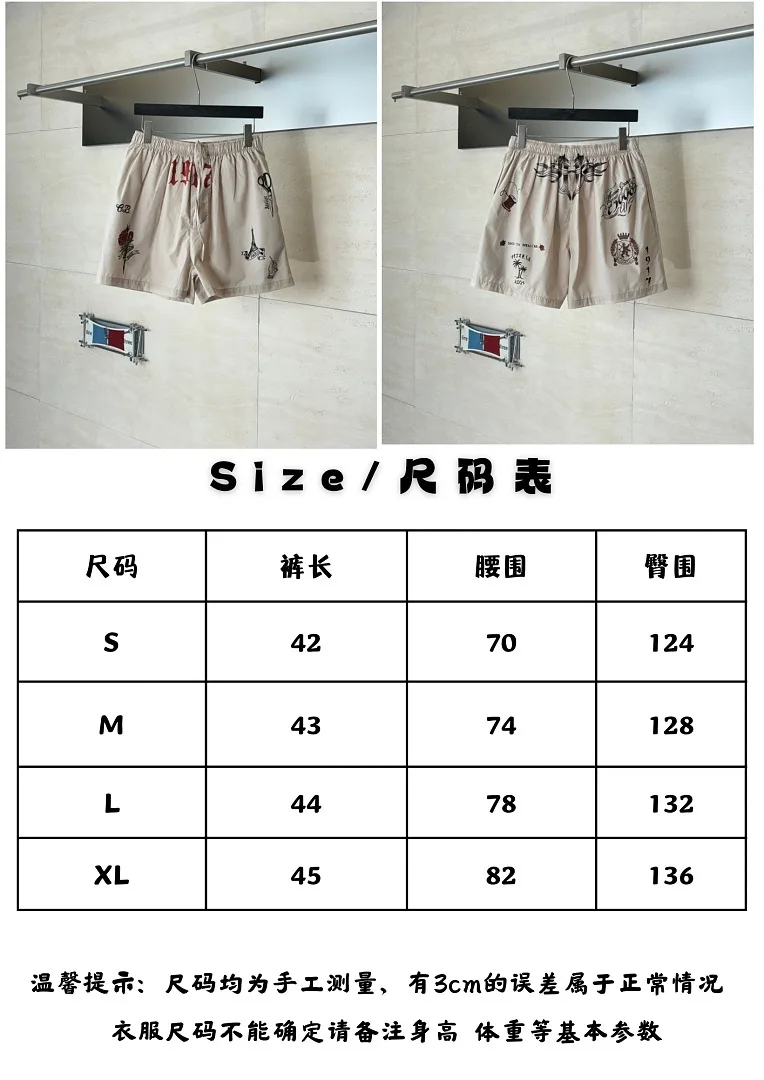 1917
Size/尺码表
尺码 裤长 腰围 臀围
S 42 70 124
M 43 74 128
L 44 78 132
XL 45 82 136
温馨提示：尺码均为手工测量，有3cm的误差属于正常情况
衣服尺码不能确定请备注身高 体重等基本参数